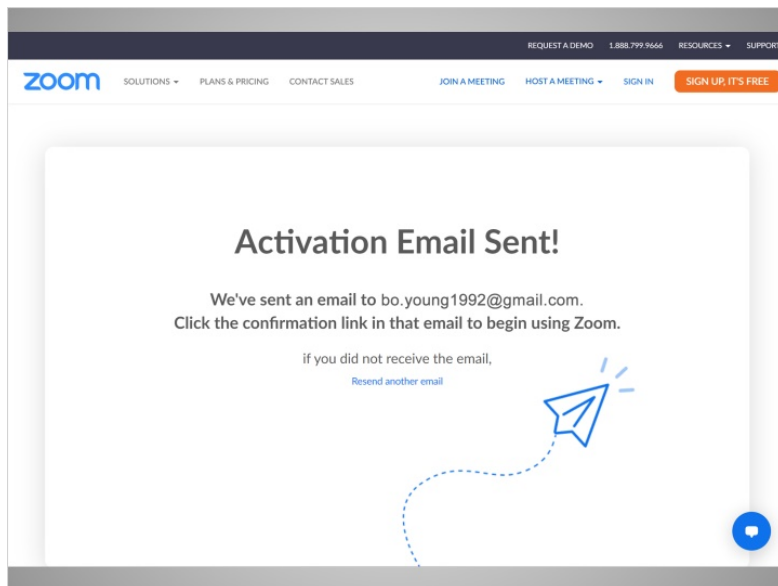 REQUEST A DEMO 1.888.799.9666 RESOURCES SUPPORT
zoom SOLUTIONS PLANS & PRICING CONTACT SALES JOIN A MEETING HOST A MEETING SIGN IN SIGN UP, IT'S FREE
Activation Email Sent!
We've sent an email to bo.young1992@gmail.com.
Click the confirmation link in that email to begin using Zoom.
if you did not receive the email,
Resend another email